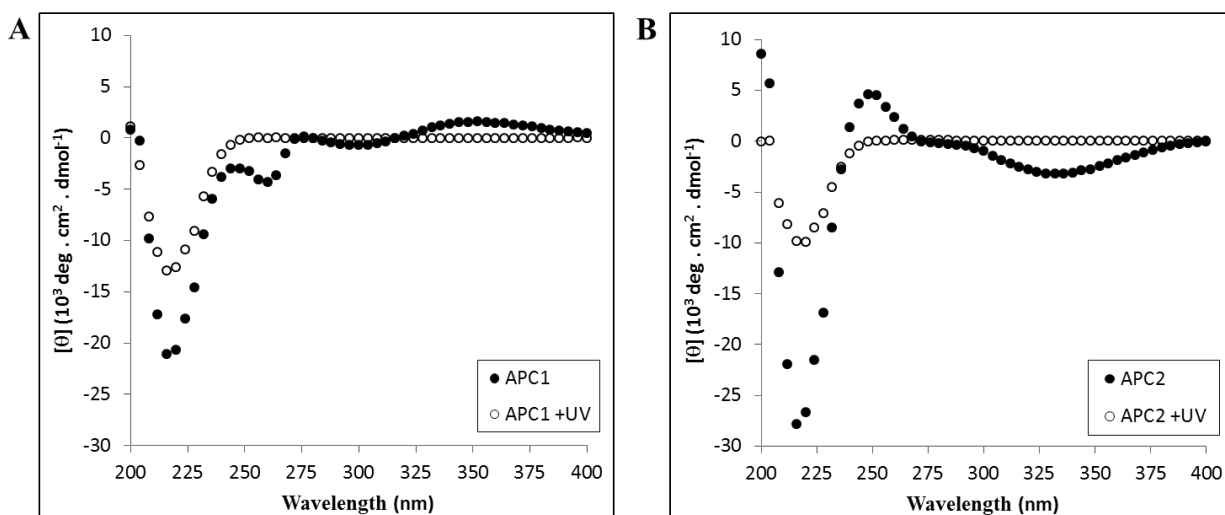 A
10
5
0
-5
-10
-15
-20
-25
-30
200 225 250 275 300 325 350 375 400
[θ] (10³ deg . cm² . dmol⁻¹)
Wavelength (nm)
APC1
APC1 +UV
B
10
5
0
-5
-10
-15
-20
-25
-30
200 225 250 275 300 325 350 375 400
[θ] (10³ deg . cm² . dmol⁻¹)
Wavelength (nm)
APC2
APC2 +UV